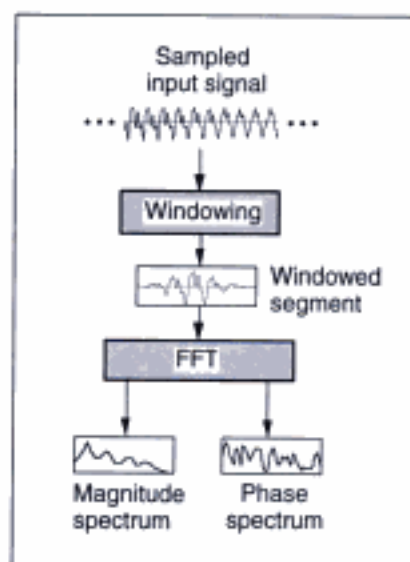 Sampled
input signal
Windowing
Windowed
segment
FFT
Magnitude
spectrum
Phase
spectrum